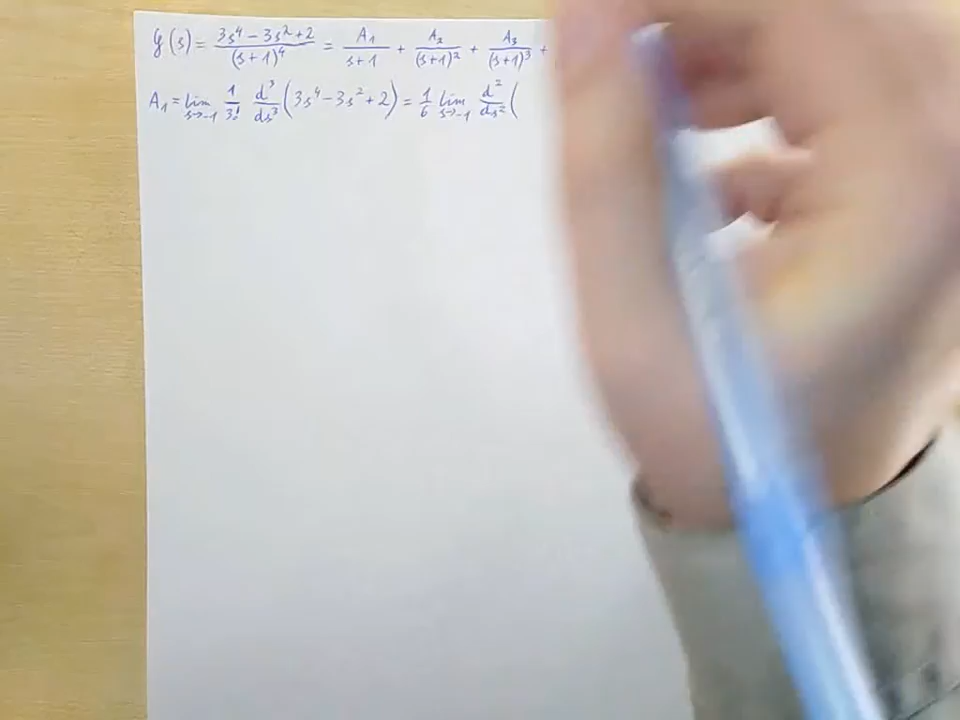 G(s) = (3s⁴ − 3s² + 2)/(s+1)⁴ = A₁/(s+1) + A₂/(s+1)² + A₃/(s+1)³ +
A₁ = lim_{s→−1} 1/3! d³/ds³ (3s⁴ − 3s² + 2) = 1/6 lim_{s→−1} d²/ds² (